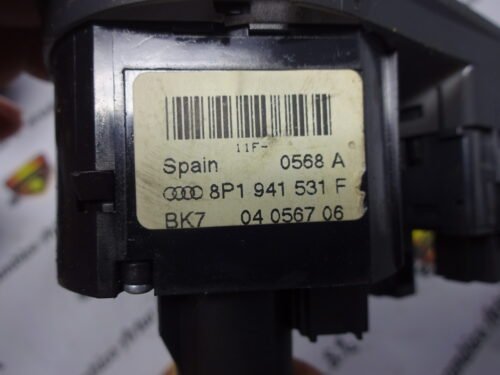 11F-
Spain 0568 A
8P1 941 531 F
BK7 04 0567 06